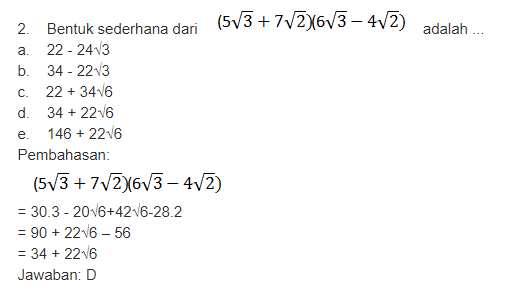 2. Bentuk sederhana dari (5√3 + 7√2)(6√3 – 4√2) adalah ...
a. 22 - 24√3
b. 34 - 22√3
c. 22 + 34√6
d. 34 + 22√6
e. 146 + 22√6
Pembahasan:
(5√3 + 7√2)(6√3 – 4√2)
= 30.3 - 20√6+42√6-28.2
= 90 + 22√6 – 56
= 34 + 22√6
Jawaban: D